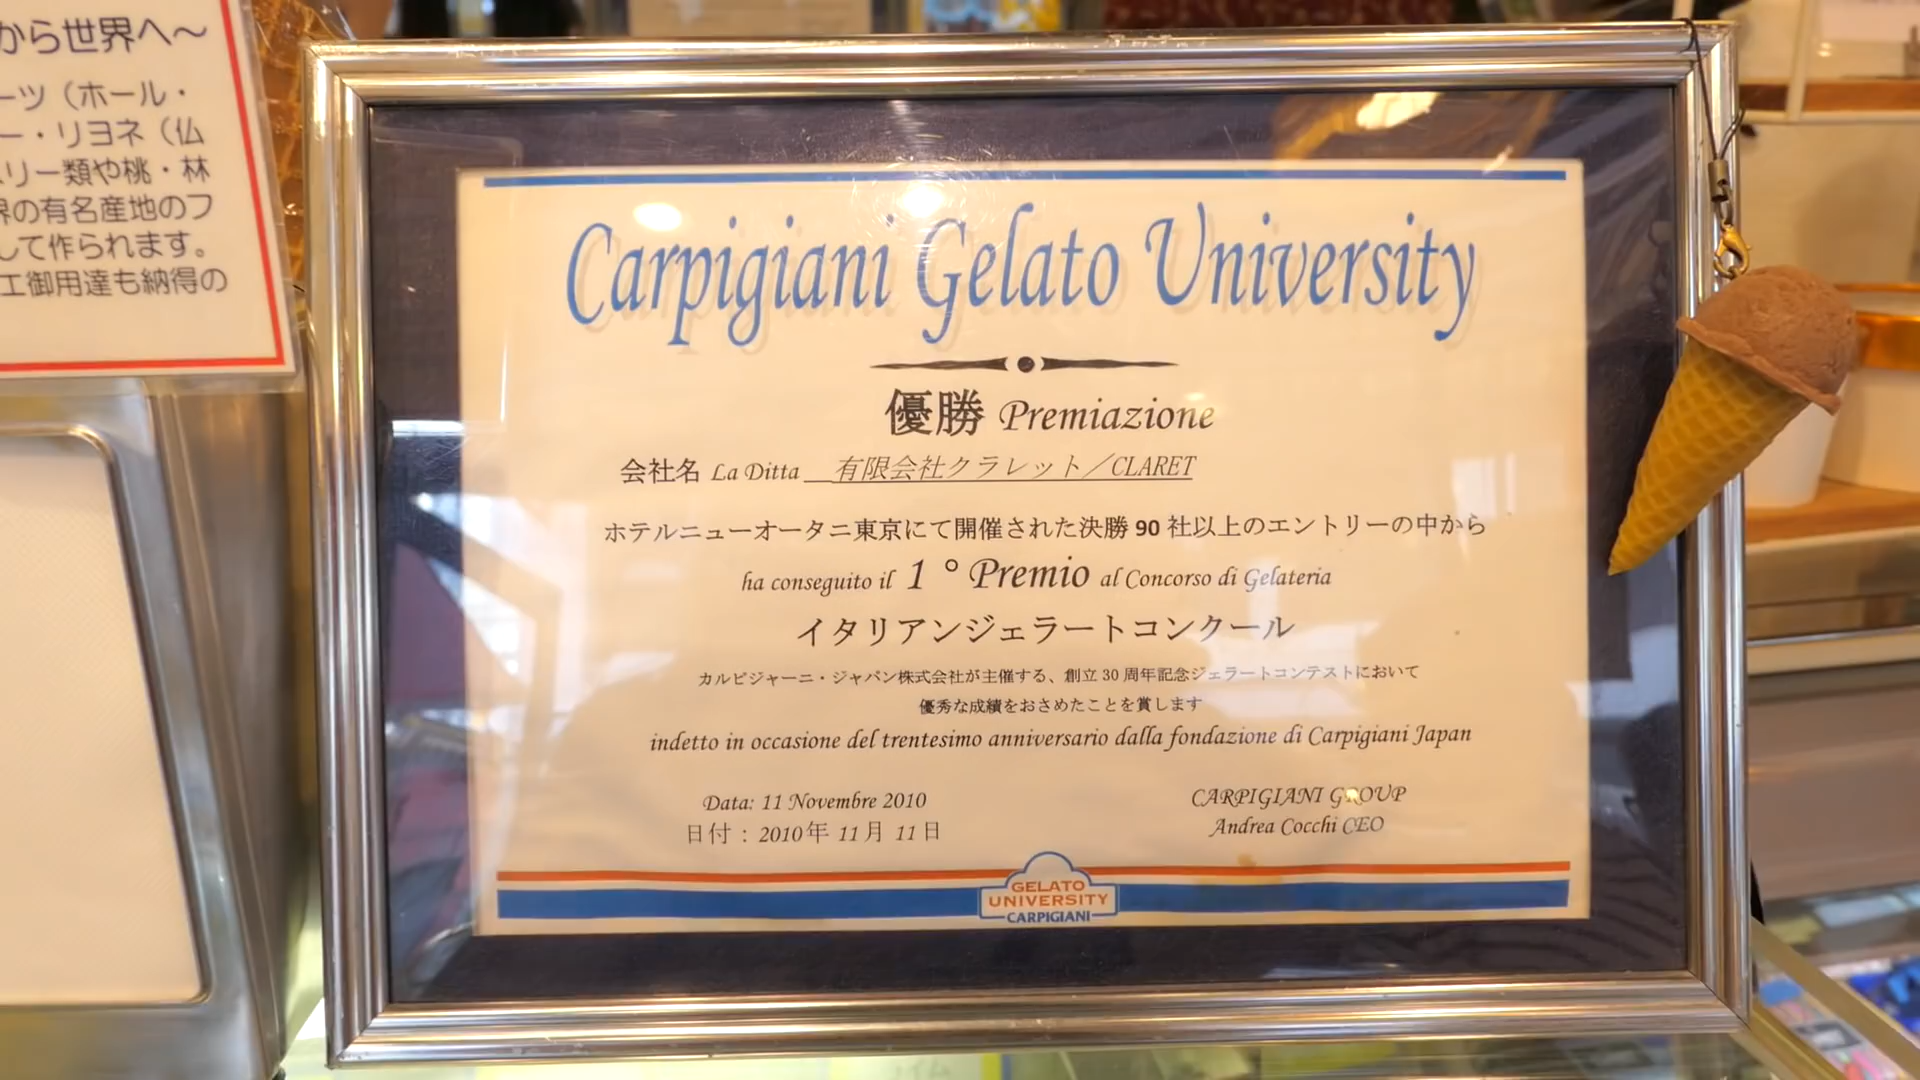 から世界へ〜
ーツ（ホール・
ー・リヨネ（仏
リー類や桃・林
界の有名産地のフ
して作られます。
工御用達も納得の
Carpigiani Gelato University
優勝 Premiazione
会社名 La Ditta 有限会社クラレット／CLARET
ホテルニューオータニ東京にて開催された決勝90社以上のエントリーの中から
ha conseguito il 1° Premio al Concorso di Gelateria
イタリアンジェラートコンクール
カルピジャーニ・ジャパン株式会社が主催する、創立30周年記念ジェラートコンテストにおいて
優秀な成績をおさめたことを賞します
indetto in occasione del trentesimo anniversario dalla fondazione di Carpigiani Japan
Data: 11 Novembre 2010
日付：2010年 11月 11日
CARPIGIANI GROUP
Andrea Cocchi CEO
GELATO
UNIVERSITY
CARPIGIANI